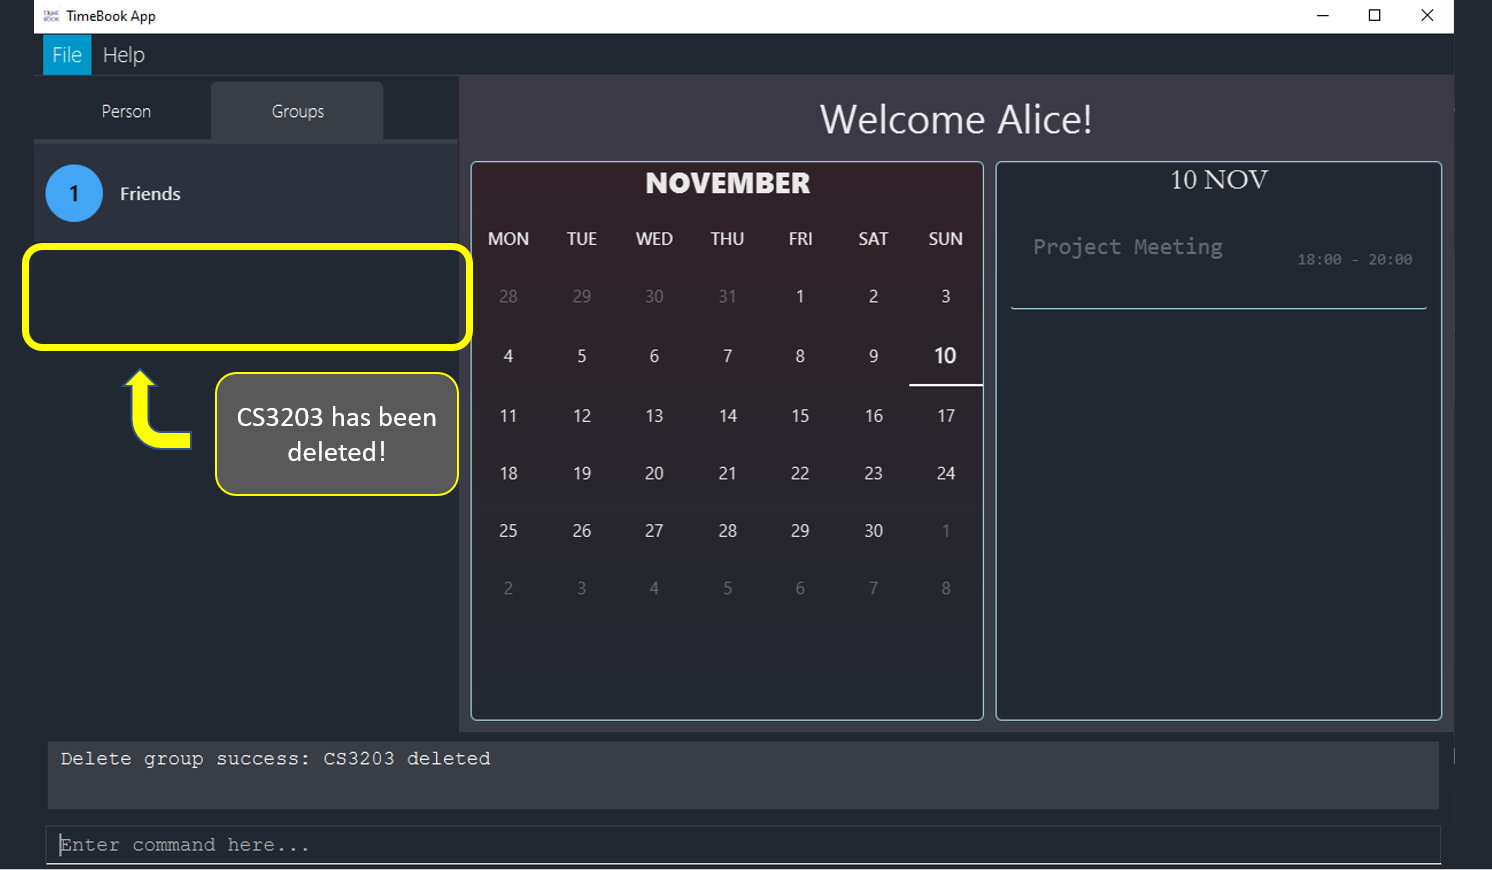 TIME BOOK TimeBook App
File Help
Person Groups
1 Friends
CS3203 has been
deleted!
Welcome Alice!
NOVEMBER
MON TUE WED THU FRI SAT SUN
28 29 30 31 1 2 3
4 5 6 7 8 9 10
11 12 13 14 15 16 17
18 19 20 21 22 23 24
25 26 27 28 29 30 1
2 3 4 5 6 7 8
10 NOV
Project Meeting
18:00 - 20:00
Delete group success: CS3203 deleted
Enter command here...